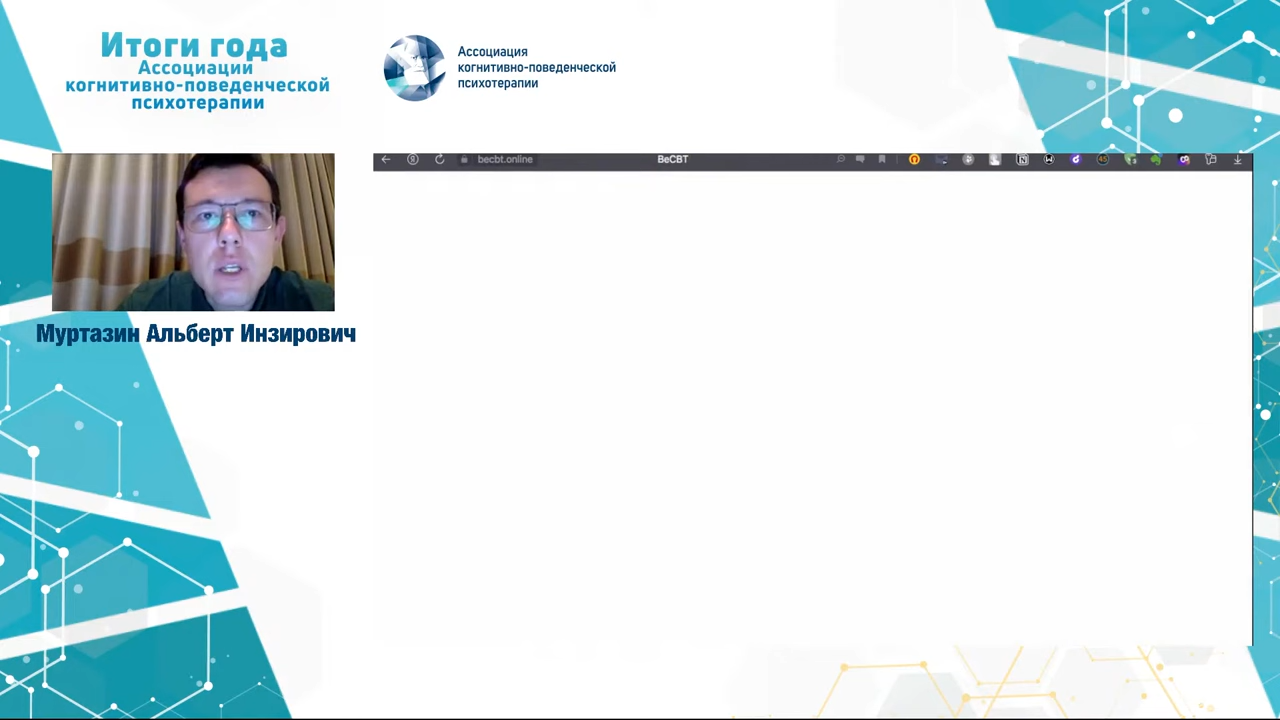 Итоги года
Ассоциации
когнитивно-поведенческой
психотерапии
Ассоциация
когнитивно-поведенческой
психотерапии
becbt.online
BeCBT
Муртазин Альберт Инзирович